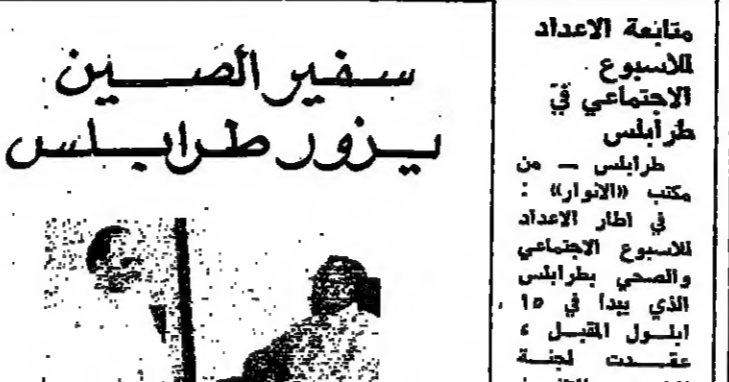 متابعة الاعداد
للاسبوع
الاجتماعي في
طرابلس
طرابلس — من
مكتب «الانوار» :
في اطار الاعداد
للاسبوع الاجتماعي
والصحي بطرابلس
الذي يبدأ في ١٥
ايلول المقبل ،
عقدت لجنة
سفير الصين
يزور طرابلس